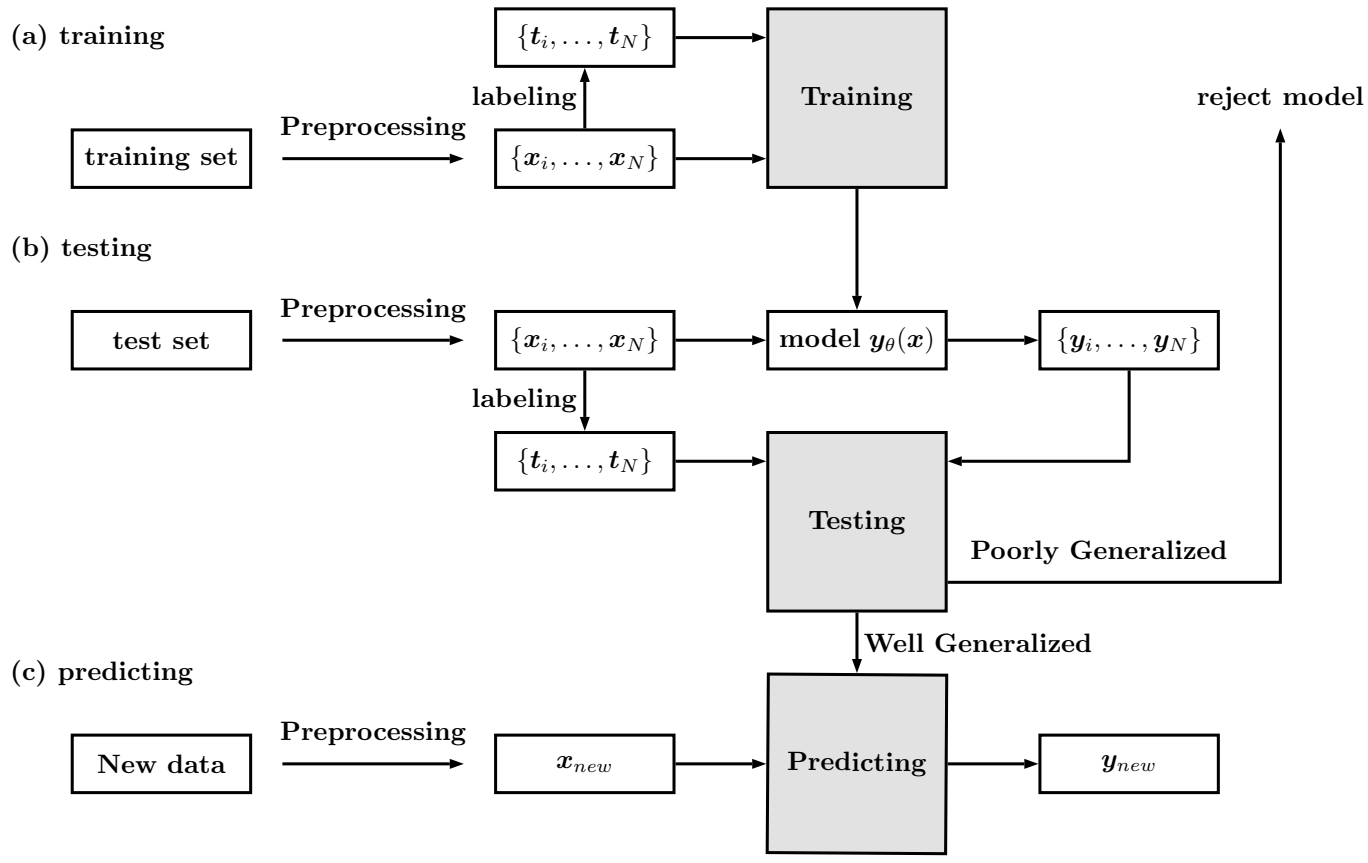 (a) training
{t_i, . . . , t_N}
Training
labeling
reject model
Preprocessing
training set
{x_i, . . . , x_N}
(b) testing
Preprocessing
test set
{x_i, . . . , x_N}
model y_θ(x)
{y_i, . . . , y_N}
labeling
{t_i, . . . , t_N}
Testing
Poorly Generalized
Well Generalized
(c) predicting
Preprocessing
New data
x_new
Predicting
y_new